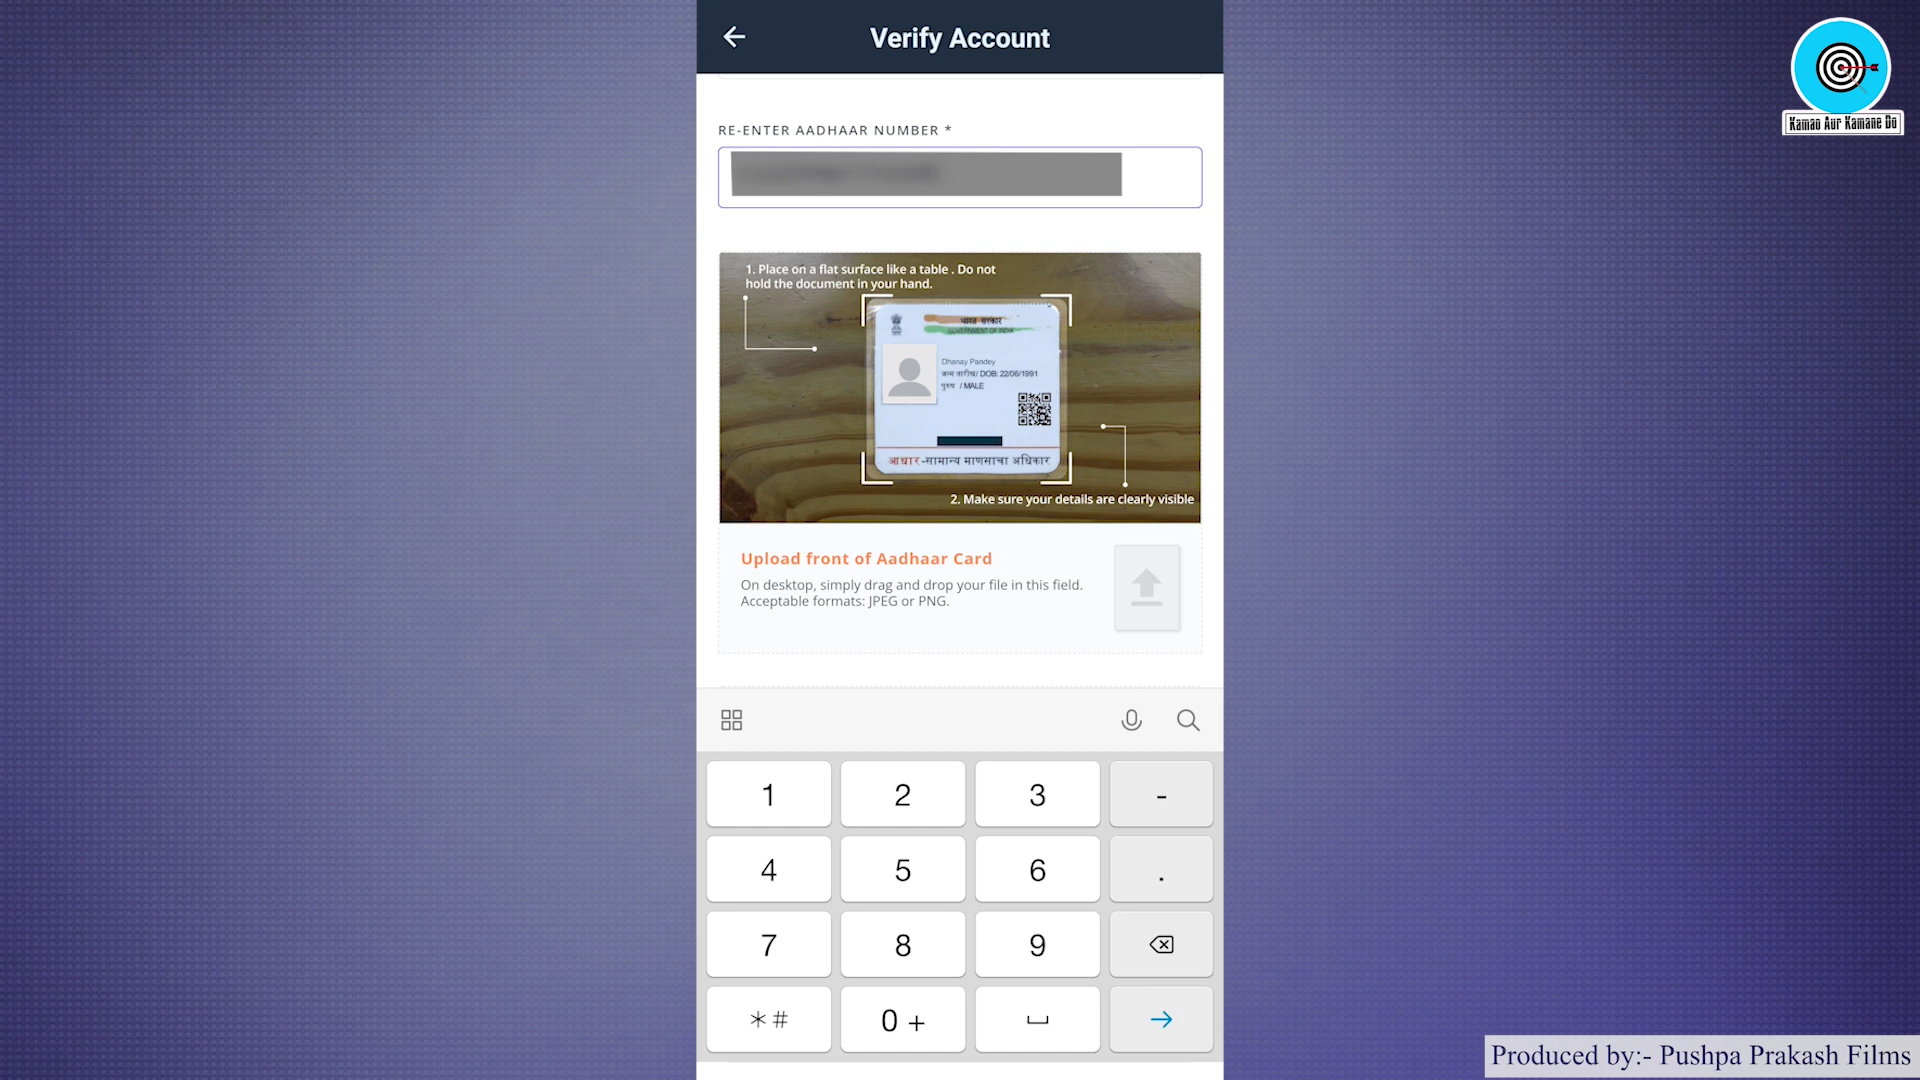 Verify Account
Kamao Aur Kamane Do
RE-ENTER AADHAAR NUMBER *
1. Place on a flat surface like a table . Do not
hold the document in your hand.
भारत सरकार
GOVERNMENT OF INDIA
Dhanay Pandey
जन्म तारीख/ DOB: 22/06/1991
पुरुष / MALE
आधार-सामान्य माणसाचा अधिकार
2. Make sure your details are clearly visible
Upload front of Aadhaar Card
On desktop, simply drag and drop your file in this field.
Acceptable formats: JPEG or PNG.
1 2 3 -
4 5 6 .
7 8 9
* # 0 +
Produced by:- Pushpa Prakash Films